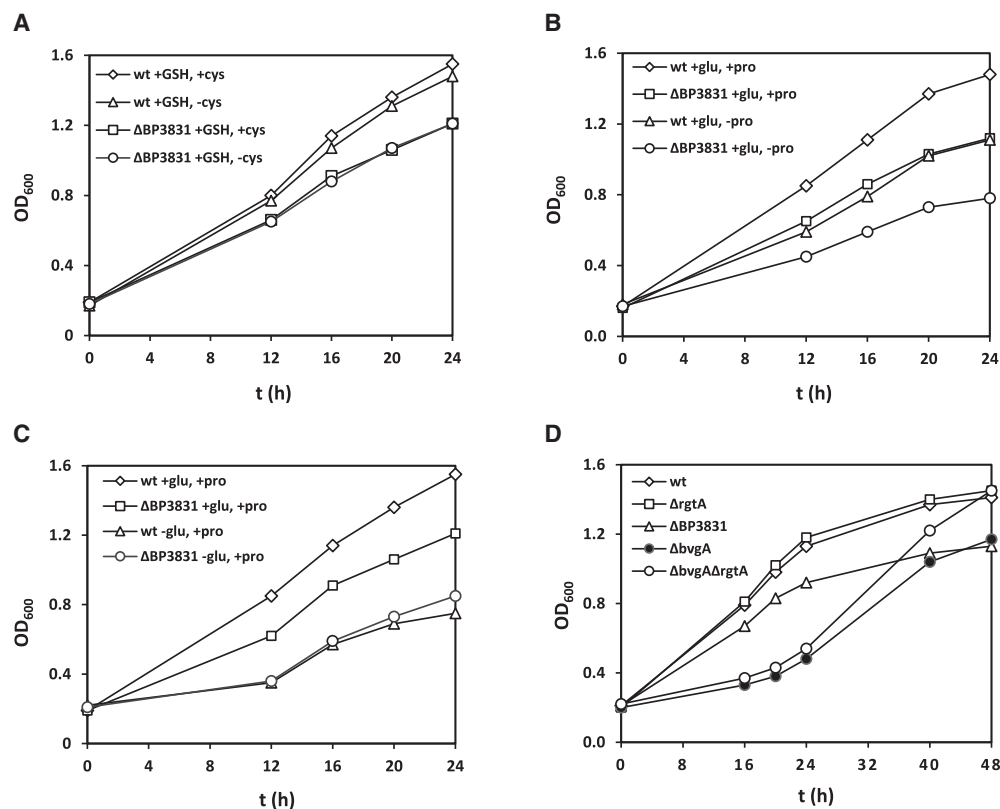 A
1.6
1.2
0.8
0.4
0
OD600
wt +GSH, +cys
wt +GSH, -cys
ΔBP3831 +GSH, +cys
ΔBP3831 +GSH, -cys
0 4 8 12 16 20 24
t (h)
B
1.6
1.2
0.8
0.4
0.0
OD600
wt +glu, +pro
ΔBP3831 +glu, +pro
wt +glu, -pro
ΔBP3831 +glu, -pro
0 4 8 12 16 20 24
t (h)
C
1.6
1.2
0.8
0.4
0
OD600
wt +glu, +pro
ΔBP3831 +glu, +pro
wt -glu, +pro
ΔBP3831 -glu, +pro
0 4 8 12 16 20 24
t (h)
D
1.6
1.2
0.8
0.4
0.0
OD600
wt
ΔrgtA
ΔBP3831
ΔbvgA
ΔbvgAΔrgtA
0 8 16 24 32 40 48
t (h)